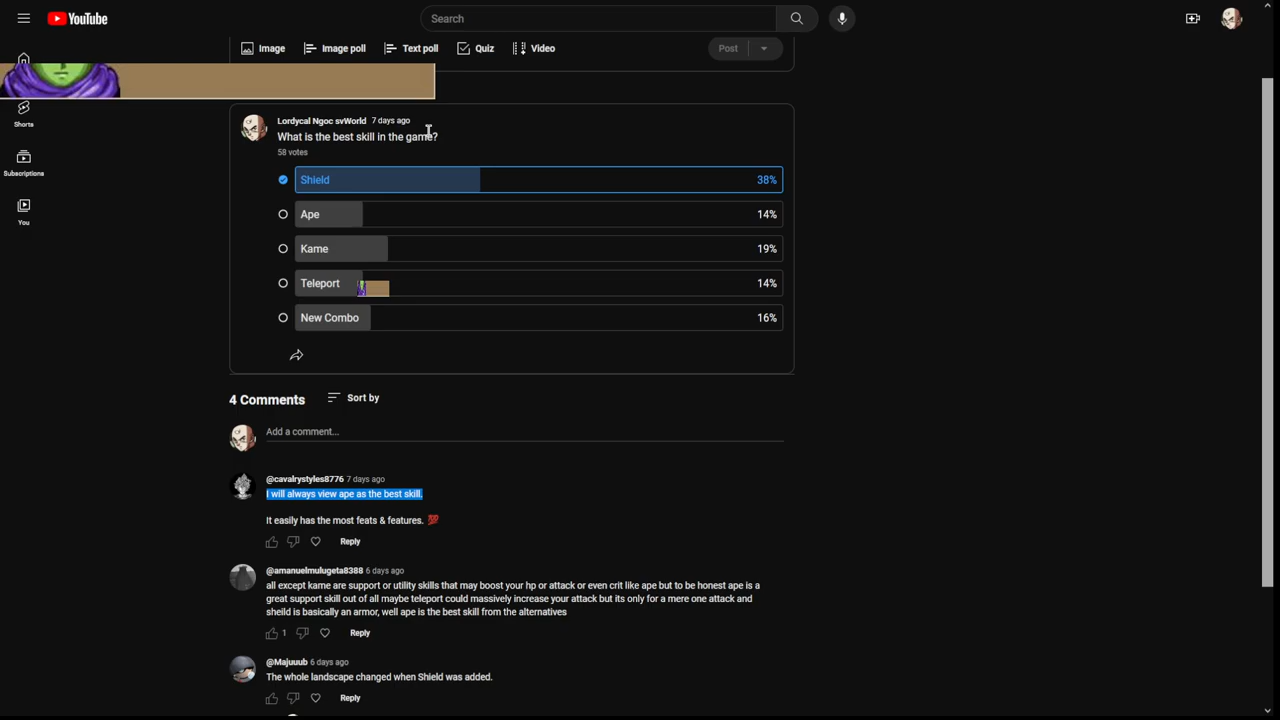 YouTube
Search
Image
Image poll
Text poll
Quiz
Video
Post
Shorts
Subscriptions
You
Lordycal Ngoc svWorld 7 days ago
What is the best skill in the game?
58 votes
Shield 38%
Ape 14%
Kame 19%
Teleport 14%
New Combo 16%
4 Comments Sort by
Add a comment...
@cavalrystyles8776 7 days ago
I will always view ape as the best skill.
It easily has the most feats & features. 💯
Reply
@amanuelmulugeta8388 6 days ago
all except kame are support or utility skills that may boost your hp or attack or even crit like ape but to be honest ape is a
great support skill out of all maybe teleport could massively increase your attack but its only for a mere one attack and
sheild is basically an armor, well ape is the best skill from the alternatives
1 Reply
@Majuuub 6 days ago
The whole landscape changed when Shield was added.
Reply